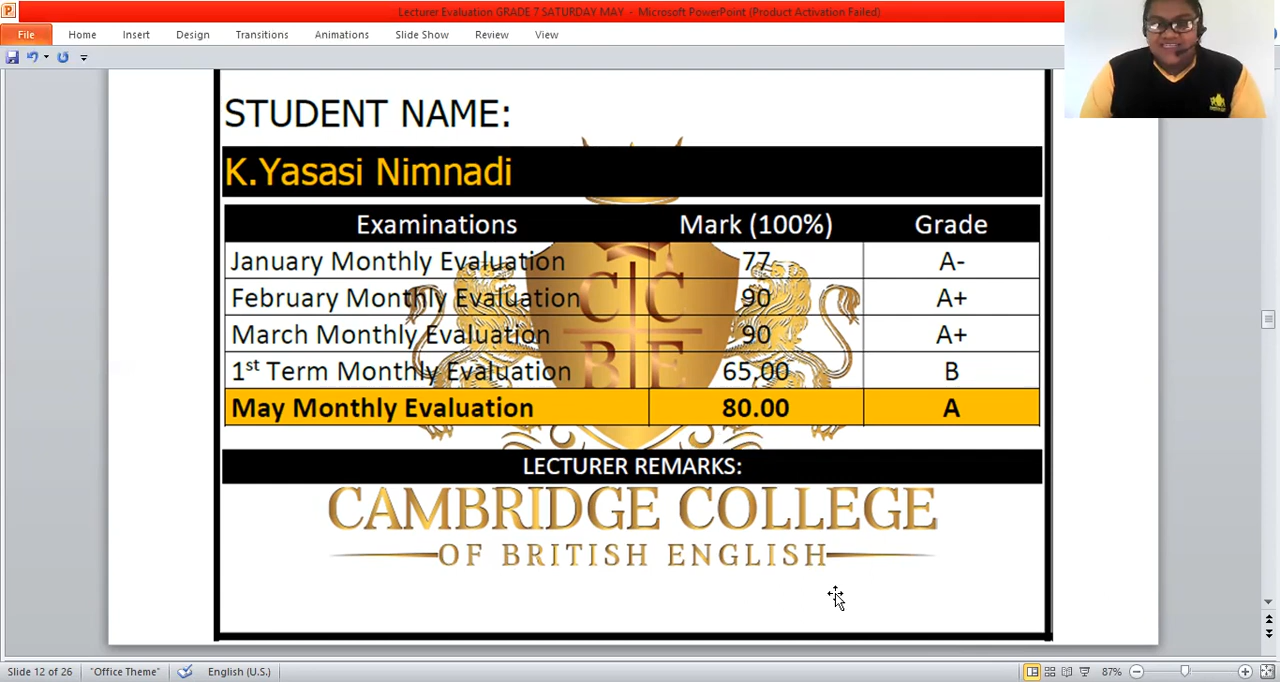 Lecturer Evaluation GRADE 7 SATURDAY MAY - Microsoft PowerPoint (Product Activation Failed)
File Home Insert Design Transitions Animations Slide Show Review View
STUDENT NAME:
K.Yasasi Nimnadi
Examinations Mark (100%) Grade
January Monthly Evaluation 77 A-
February Monthly Evaluation 90 A+
March Monthly Evaluation 90 A+
1st Term Monthly Evaluation 65.00 B
May Monthly Evaluation 80.00 A
C C
B E
LECTURER REMARKS:
CAMBRIDGE COLLEGE
OF BRITISH ENGLISH
Slide 12 of 26 "Office Theme" English (U.S.) 87%